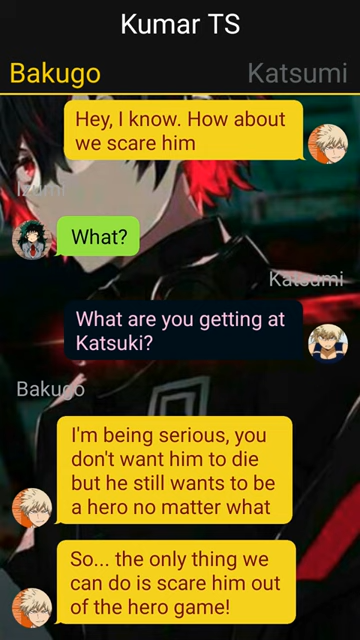 Kumar TS
Bakugo Katsumi
Hey, I know. How about
we scare him
Izumi
What?
Katsumi
What are you getting at
Katsuki?
Bakugo
I'm being serious, you
don't want him to die
but he still wants to be
a hero no matter what
So... the only thing we
can do is scare him out
of the hero game!